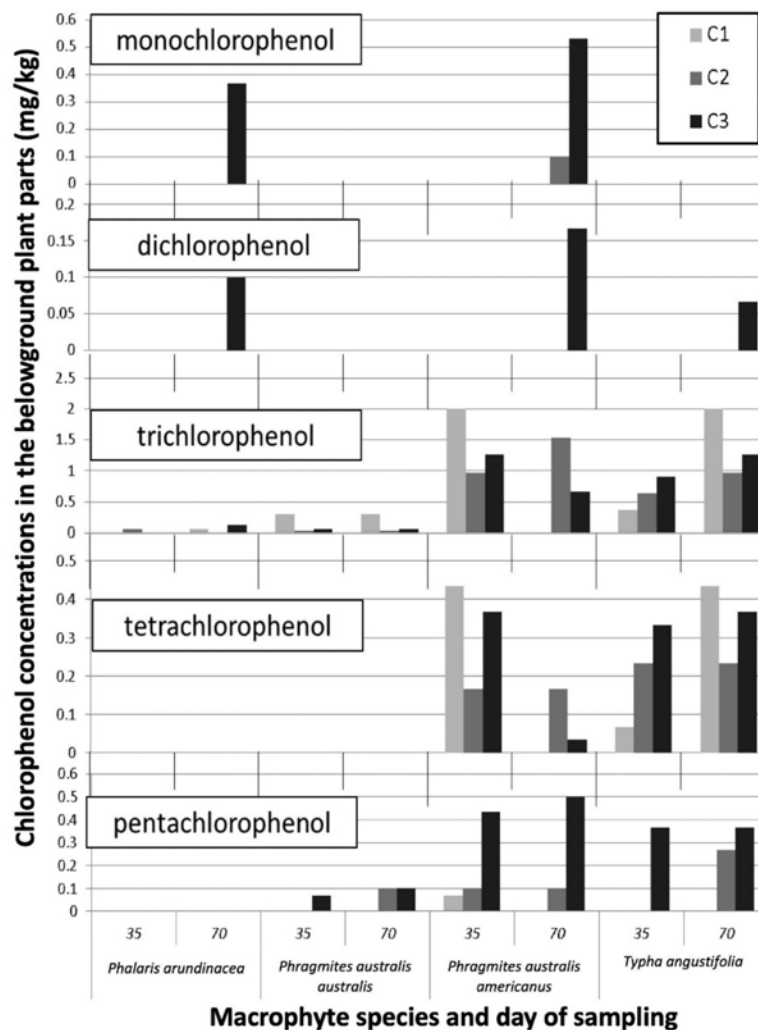 Chlorophenol concentrations in the belowground plant parts (mg/kg)
0.6
monochlorophenol
0.5
0.4
0.3
0.2
0.1
0
C1
C2
C3
0.2
dichlorophenol
0.15
0.1
0.05
0
2.5
trichlorophenol
2
1.5
1
0.5
0
0.5
tetrachlorophenol
0.4
0.3
0.2
0.1
0
0.6
pentachlorophenol
0.5
0.4
0.3
0.2
0.1
0
35 70 35 70 35 70 35 70
Phalaris arundinacea Phragmites australis Phragmites australis Typha angustifolia
australis americanus
Macrophyte species and day of sampling